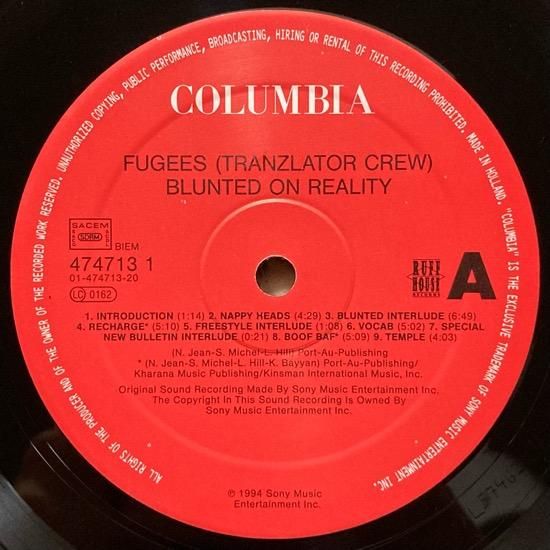 UNAUTHORIZED COPYING, PUBLIC PERFORMANCE, BROADCASTING, HIRING OR RENTAL OF THIS RECORDING PROHIBITED. MADE IN HOLLAND. "COLUMBIA" IS THE EXCLUSIVE TRADEMARK OF SONY MUSIC ENTERTAINMENT INC.
ALL RIGHTS OF THE PRODUCER AND OF THE OWNER OF THE RECORDED WORK RESERVED.
COLUMBIA
FUGEES (TRANZLATOR CREW)
BLUNTED ON REALITY
SACEM
SDRM
BIEM
474713 1
01-474713-20
LC 0162
RUFF
HOUSE
RECORDS
A
1. INTRODUCTION (1:14) 2. NAPPY HEADS (4:29) 3. BLUNTED INTERLUDE (6:49)
4. RECHARGE* (5:10) 5. FREESTYLE INTERLUDE (1:08) 6. VOCAB (5:02) 7. SPECIAL
NEW BULLETIN INTERLUDE (0:21) 8. BOOF BAF* (5:09) 9. TEMPLE (4:03)
(N. Jean-S. Michel-L. Hill) Port-Au-Publishing
* (N. Jean-S. Michel-L. Hill-K. Bayyan) Port-Au-Publishing/
Kharana Music Publishing/Kinsman International Music, Inc.
Original Sound Recording Made By Sony Music Entertainment Inc.
The Copyright In This Sound Recording Is Owned By
Sony Music Entertainment Inc.
℗ 1994 Sony Music
Entertainment Inc.